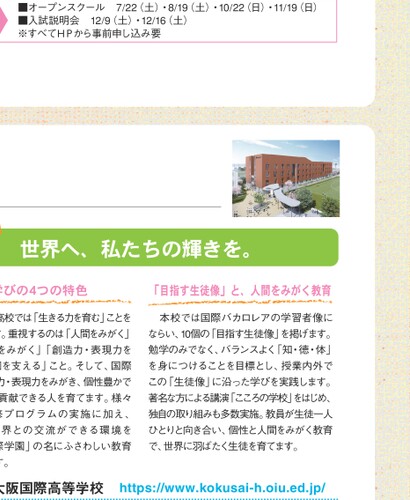 ■オープンスクール 7/22（土）・8/19（土）・10/22（日）・11/19（日）
■入試説明会 12/9（土）・12/16（土）
※すべてHPから事前申し込み要
世界へ、私たちの輝きを。
びの4つの特色
高校では「生きる力を育む」ことを
。重視するのは「人間をみがく」
をみがく」「創造力・表現力を
を支える」こと。そして、国際
力・表現力をみがき、個性豊かで
貢献できる人を育てます。様々
プログラムの実施に加え、
界との交流ができる環境を
学園」の名にふさわしい教育
す。
「目指す生徒像」と、人間をみがく教育
本校では国際バカロレアの学習者像に
ならい、10個の「目指す生徒像」を掲げます。
勉学のみでなく、バランスよく「知・徳・体」
を身につけることを目標とし、授業内外で
この「生徒像」に沿った学びを実践します。
著名な方による講演「こころの学校」をはじめ、
独自の取り組みも多数実施。教員が生徒一人
ひとりと向き合い、個性と人間をみがく教育
で、世界に羽ばたく生徒を育てます。
大阪国際高等学校 https://www.kokusai-h.oiu.ed.jp/